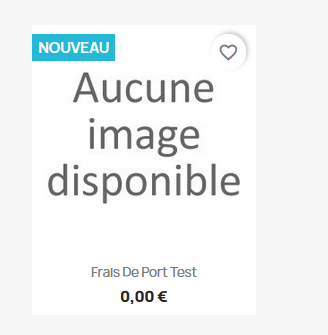 NOUVEAU
Aucune
image
disponible
Frais De Port Test
0,00 €